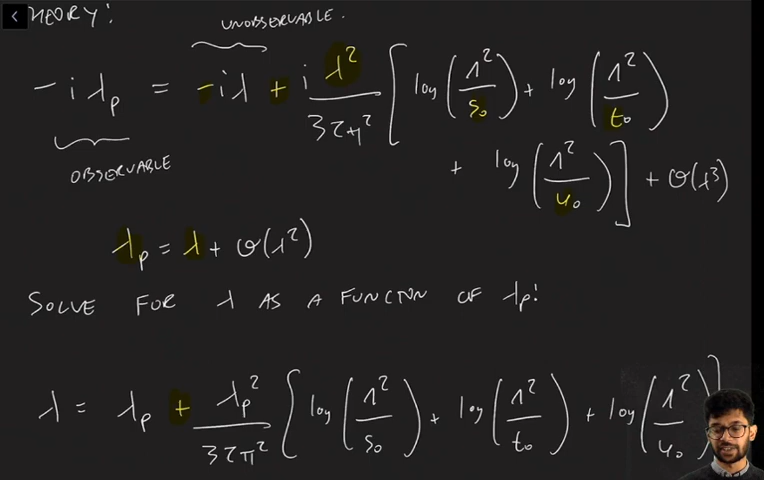 THEORY:
UNOBSERVABLE.
-iλ_p = -iλ + i λ²/32π² [log(Λ²/s₀) + log(Λ²/t₀)
OBSERVABLE
+ log(Λ²/u₀)] + O(λ³)
λ_p = λ + O(λ²)
SOLVE FOR λ AS A FUNCTION OF λ_p!
λ = λ_p + λ_p²/32π² [log(Λ²/s₀) + log(Λ²/t₀) + log(Λ²/u₀)]